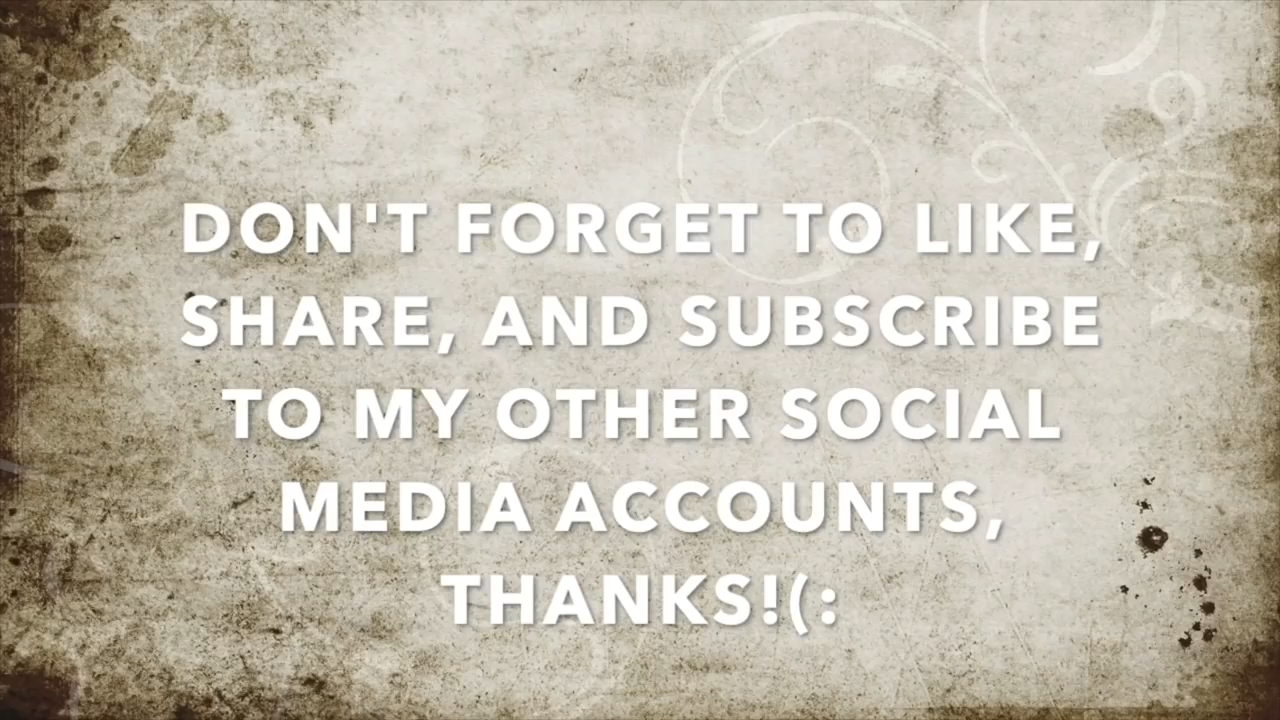 DON'T FORGET TO LIKE,
SHARE, AND SUBSCRIBE
TO MY OTHER SOCIAL
MEDIA ACCOUNTS,
THANKS!(: